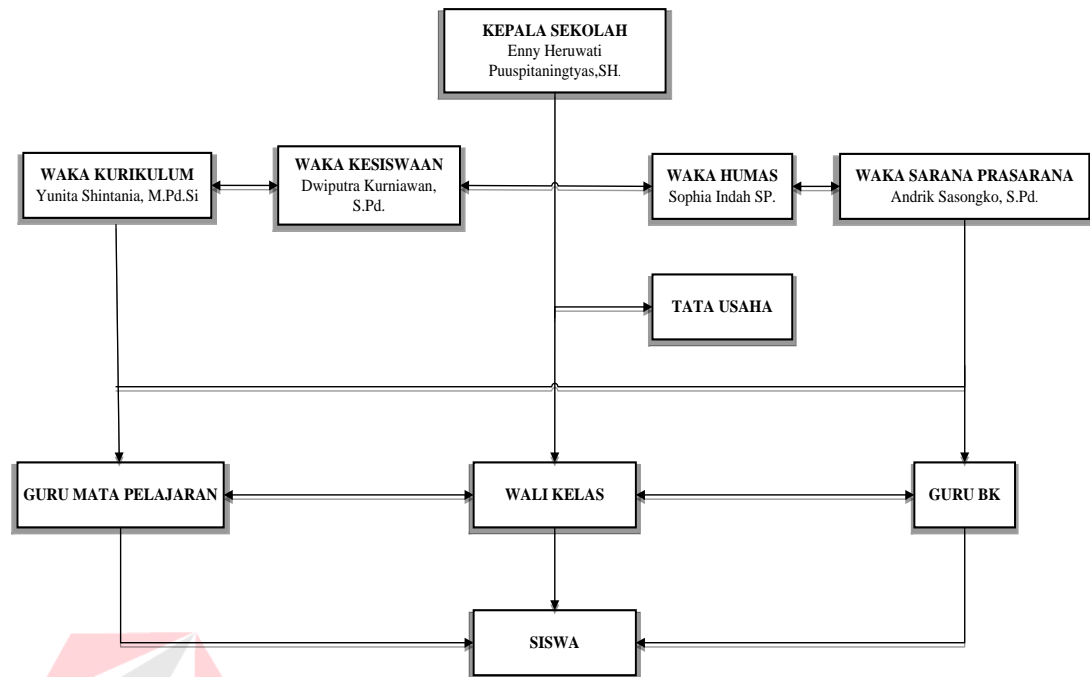 KEPALA SEKOLAH
Enny Heruwati
Puuspitaningtyas,SH.
WAKA KURIKULUM
Yunita Shintania, M.Pd.Si
WAKA KESISWAAN
Dwiputra Kurniawan,
S.Pd.
WAKA HUMAS
Sophia Indah SP.
WAKA SARANA PRASARANA
Andrik Sasongko, S.Pd.
TATA USAHA
GURU MATA PELAJARAN
WALI KELAS
GURU BK
SISWA